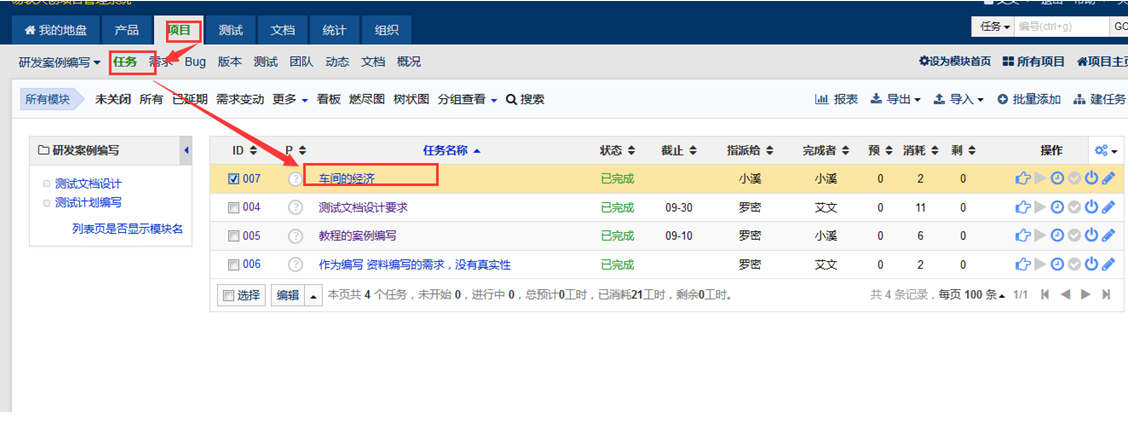 我的地盘 产品 项目 测试 文档 统计 组织 任务 编号(ctrl+g) GO
研发案例编写 任务 需求 Bug 版本 测试 团队 动态 文档 概况 设为模块首页 所有项目 项目主页
所有模块 未关闭 所有 已延期 需求变动 更多 看板 燃尽图 树状图 分组查看 搜索 报表 导出 导入 批量添加 建任务
研发案例编写
测试文档设计
测试计划编写
列表页是否显示模块名
ID P 任务名称 状态 截止 指派给 完成者 预 消耗 剩 操作
007 ? 车间的经济 已完成 小溪 小溪 0 2 0
004 ? 测试文档设计要求 已完成 09-30 罗密 艾文 0 11 0
005 ? 教程的案例编写 已完成 09-10 罗密 小溪 0 6 0
006 ? 作为编写 资料编写的需求，没有真实性 已完成 罗密 艾文 0 2 0
选择 编辑 本页共 4 个任务，未开始 0，进行中 0，总预计0工时，已消耗21工时，剩余0工时。 共 4 条记录，每页 100 条 1/1